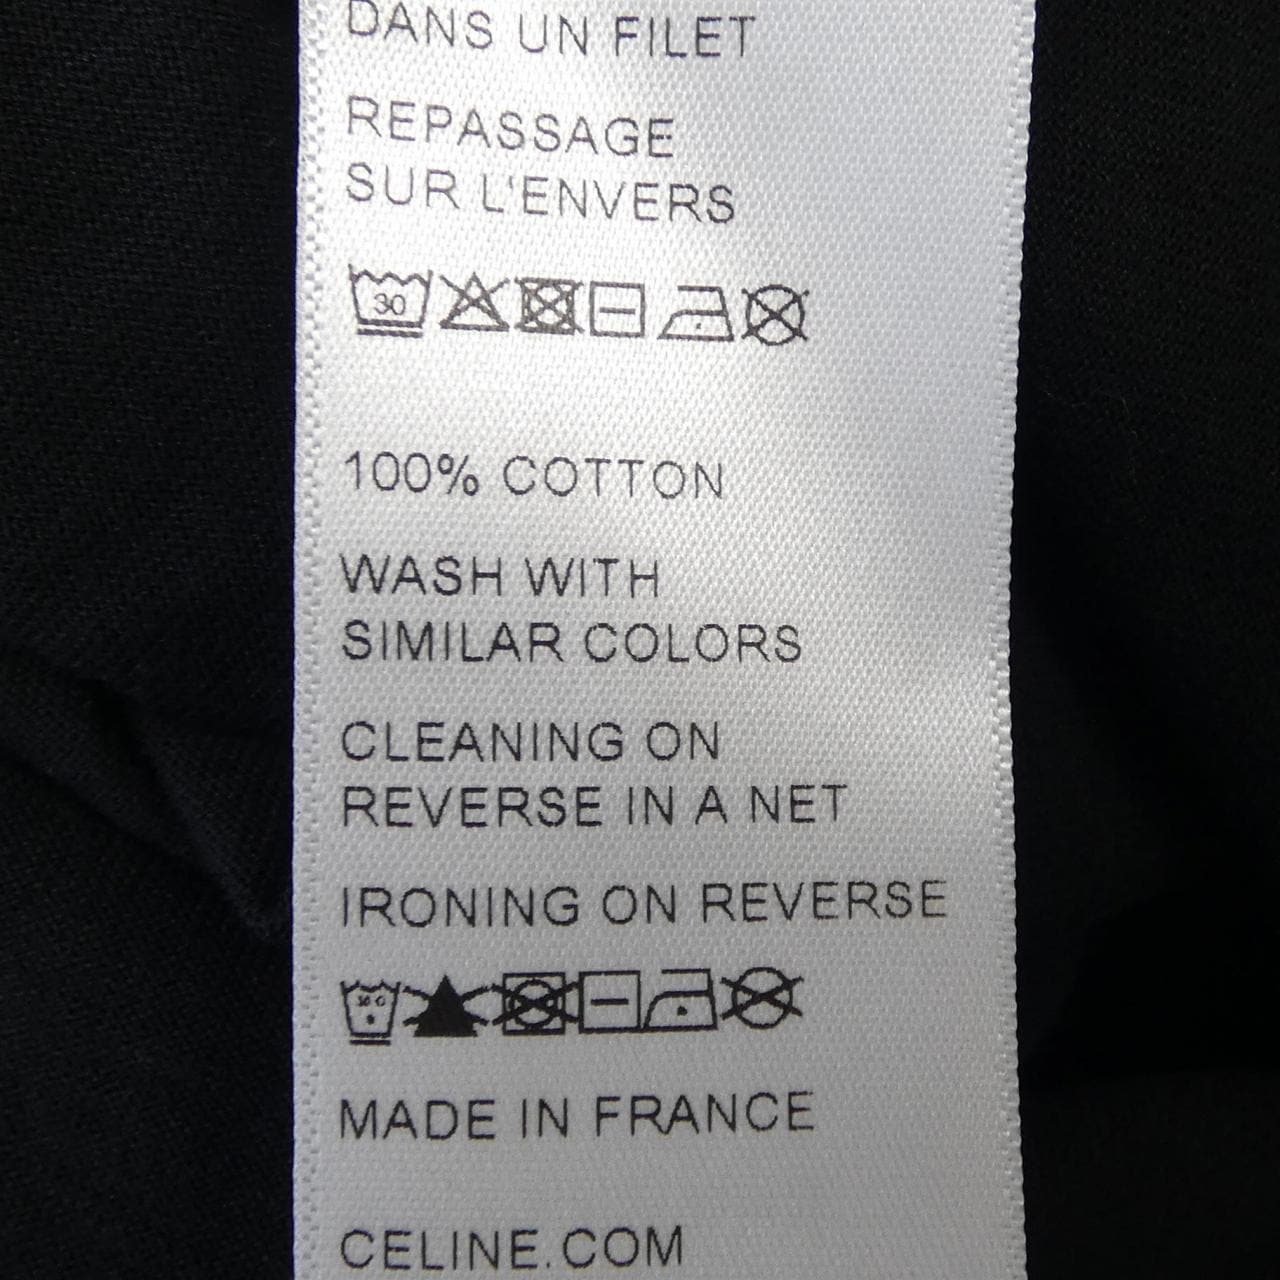 DANS UN FILET
REPASSAGE
SUR L'ENVERS
30
100% COTTON
WASH WITH
SIMILAR COLORS
CLEANING ON
REVERSE IN A NET
IRONING ON REVERSE
30 C
MADE IN FRANCE
CELINE.COM